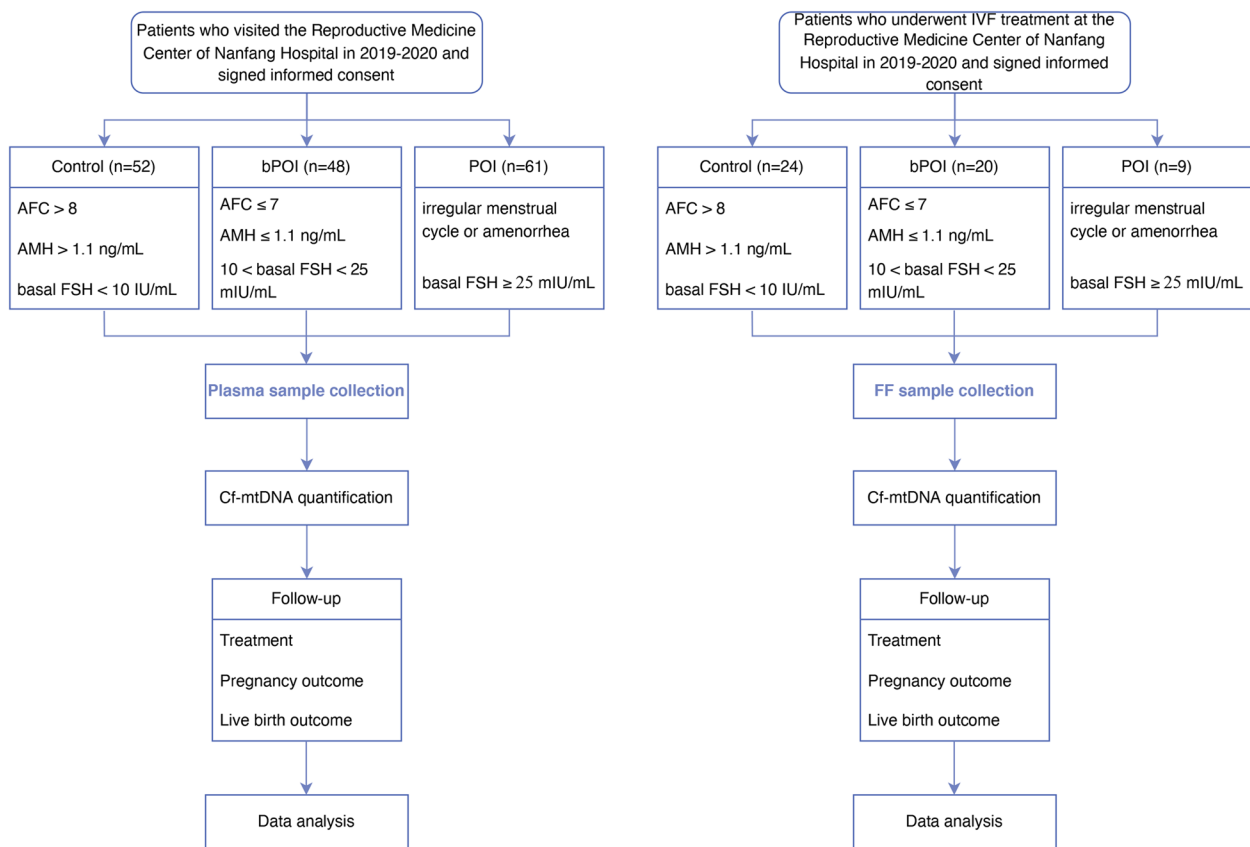 Patients who visited the Reproductive Medicine
Center of Nanfang Hospital in 2019-2020 and
signed informed consent
Control (n=52)
AFC > 8
AMH > 1.1 ng/mL
basal FSH < 10 IU/mL
bPOI (n=48)
AFC ≤ 7
AMH ≤ 1.1 ng/mL
10 < basal FSH < 25
mIU/mL
POI (n=61)
irregular menstrual
cycle or amenorrhea
basal FSH ≥ 25 mIU/mL
Plasma sample collection
Cf-mtDNA quantification
Follow-up
Treatment
Pregnancy outcome
Live birth outcome
Data analysis
Patients who underwent IVF treatment at the
Reproductive Medicine Center of Nanfang
Hospital in 2019-2020 and signed informed
consent
Control (n=24)
AFC > 8
AMH > 1.1 ng/mL
basal FSH < 10 IU/mL
bPOI (n=20)
AFC ≤ 7
AMH ≤ 1.1 ng/mL
10 < basal FSH < 25
mIU/mL
POI (n=9)
irregular menstrual
cycle or amenorrhea
basal FSH ≥ 25 mIU/mL
FF sample collection
Cf-mtDNA quantification
Follow-up
Treatment
Pregnancy outcome
Live birth outcome
Data analysis